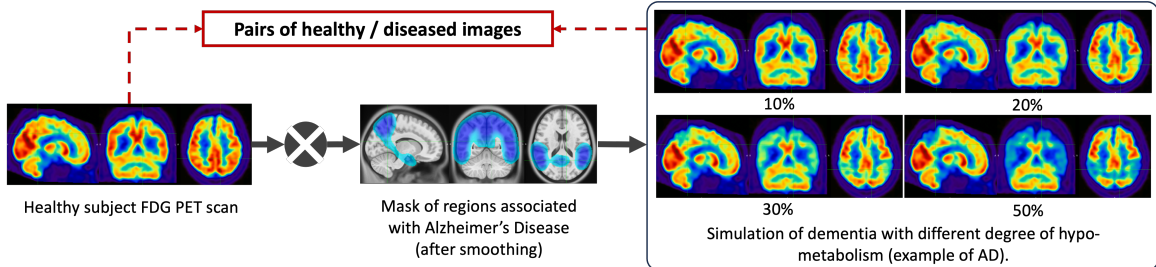 Pairs of healthy / diseased images
Healthy subject FDG PET scan
Mask of regions associated
with Alzheimer's Disease
(after smoothing)
10%
20%
30%
50%
Simulation of dementia with different degree of hypo-
metabolism (example of AD).